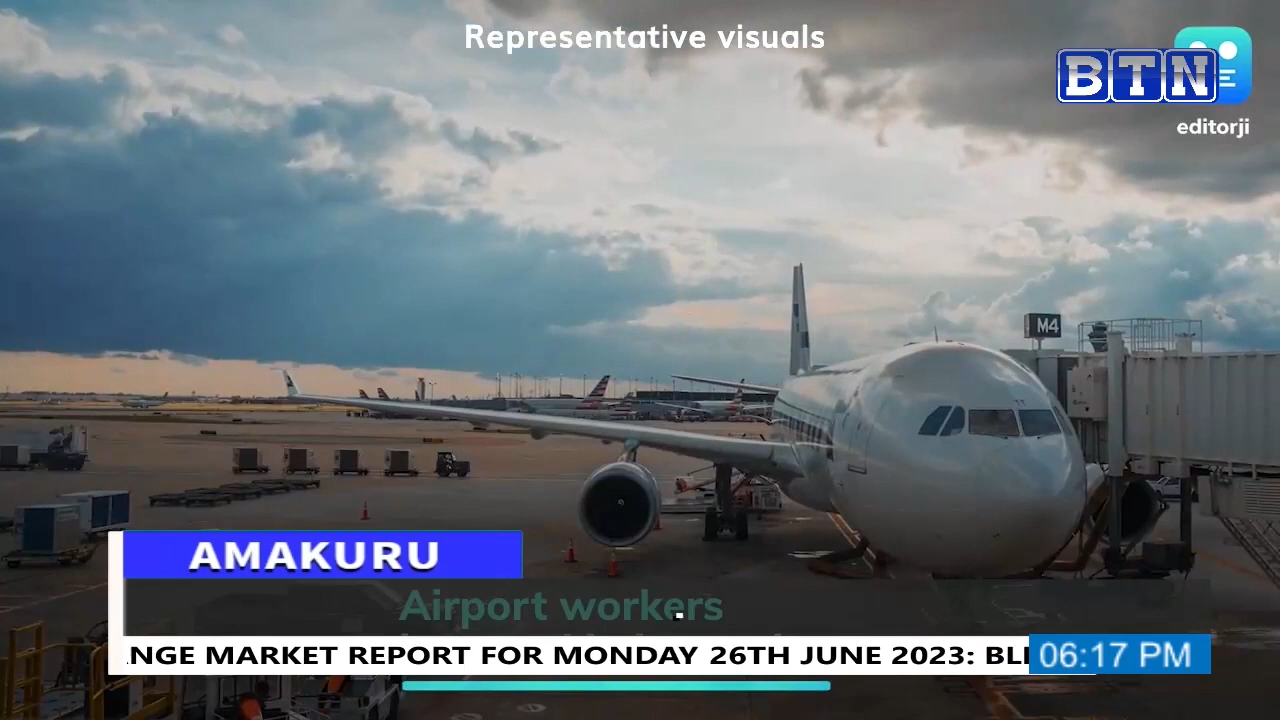 Representative visuals
BTN
editorji
M4
AMAKURU
Airport workers
NGE MARKET REPORT FOR MONDAY 26TH JUNE 2023: BL
06:17 PM